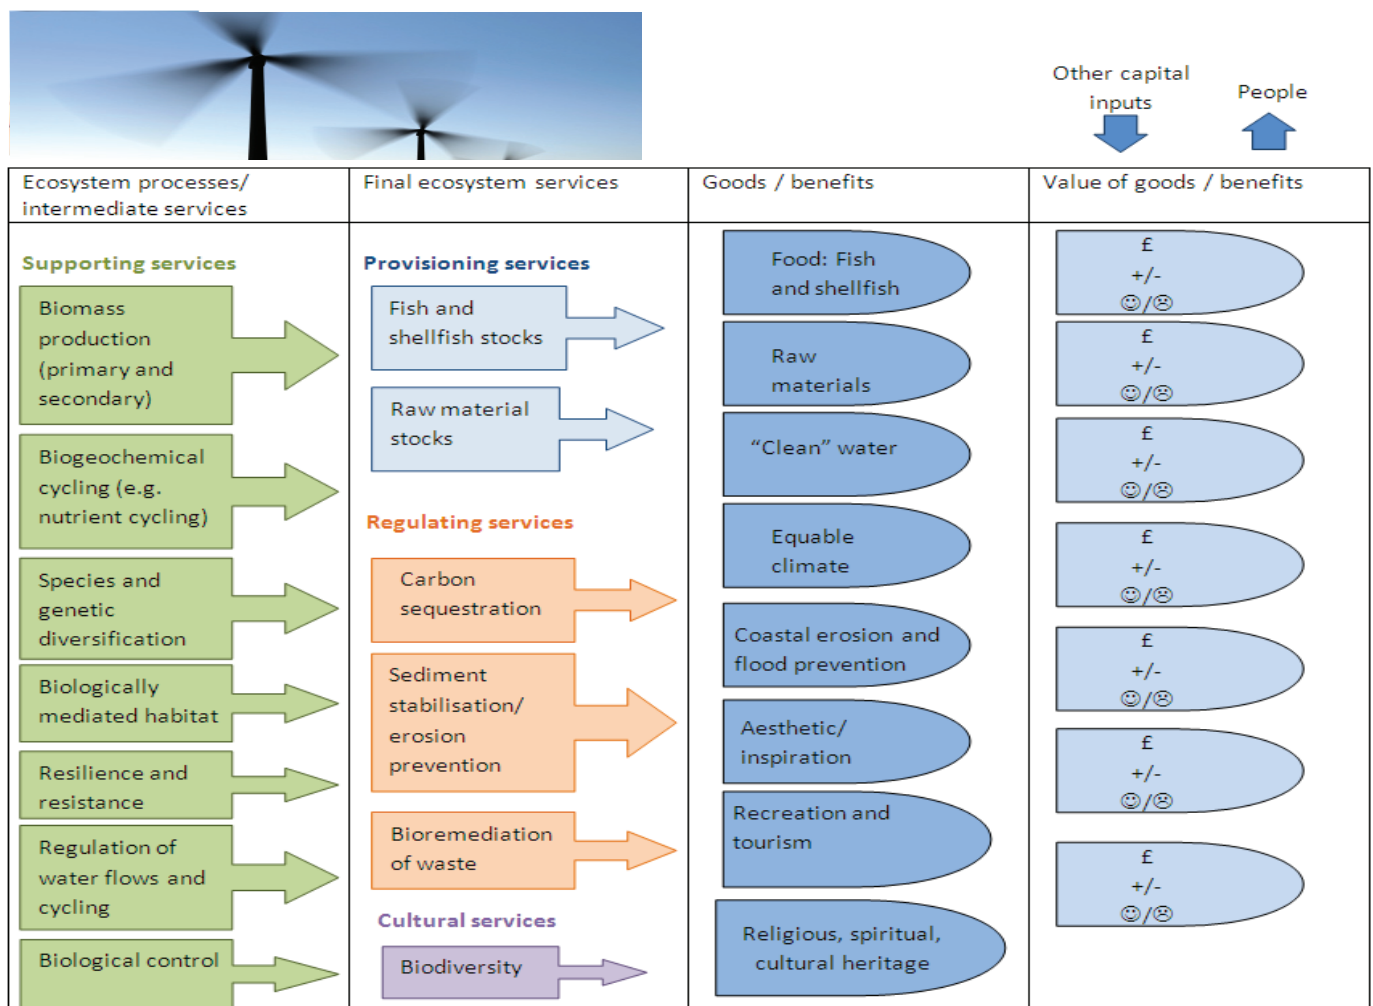 Other capital
inputs
People
Ecosystem processes/
intermediate services
Final ecosystem services
Goods / benefits
Value of goods / benefits
Supporting services
Biomass
production
(primary and
secondary)
Biogeochemical
cycling (e.g.
nutrient cycling)
Species and
genetic
diversification
Biologically
mediated habitat
Resilience and
resistance
Regulation of
water flows and
cycling
Biological control
Provisioning services
Fish and
shellfish stocks
Raw material
stocks
Regulating services
Carbon
sequestration
Sediment
stabilisation/
erosion
prevention
Bioremediation
of waste
Cultural services
Biodiversity
Food: Fish
and shellfish
Raw
materials
“Clean” water
Equable
climate
Coastal erosion and
flood prevention
Aesthetic/
inspiration
Recreation and
tourism
Religious, spiritual,
cultural heritage
£
+/-
☺/☹
£
+/-
☺/☹
£
+/-
☺/☹
£
+/-
☺/☹
£
+/-
☺/☹
£
+/-
☺/☹
£
+/-
☺/☹